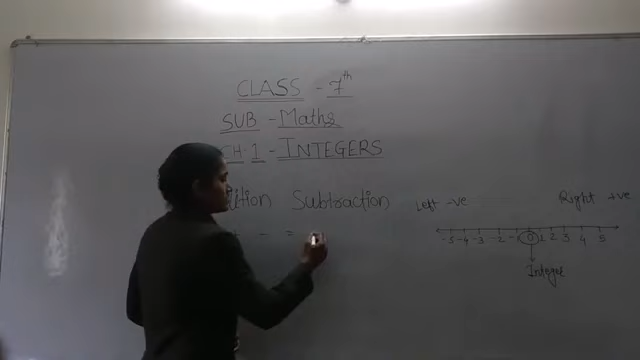 CLASS - 7th
SUB - Maths
CH 1 - INTEGERS
Subtraction
Left -ve
Right +ve
- =
-5 -4 -3 -2 -1 0 1 2 3 4 5
Integer